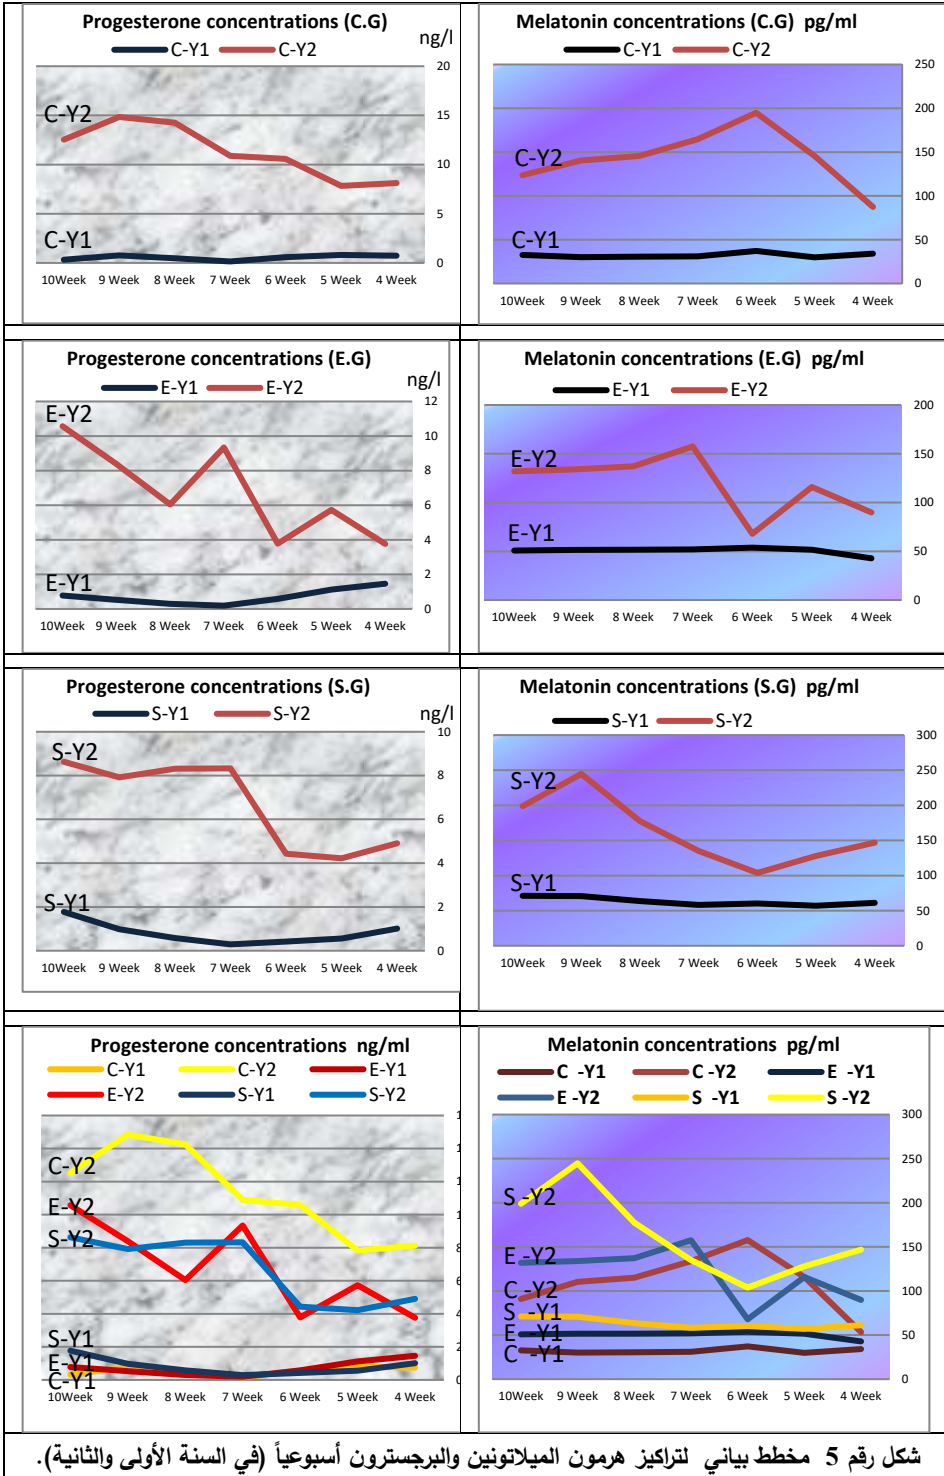 Progesterone concentrations (C.G)
ng/l
C-Y1 C-Y2
20
15
10
5
0
C-Y2
C-Y1
10Week 9 Week 8 Week 7 Week 6 Week 5 Week 4 Week
Melatonin concentrations (C.G) pg/ml
C-Y1 C-Y2
250
200
150
100
50
0
C-Y2
C-Y1
10Week 9 Week 8 Week 7 Week 6 Week 5 Week 4 Week
Progesterone concentrations (E.G)
ng/l
E-Y1 E-Y2
12
10
8
6
4
2
0
E-Y2
E-Y1
10Week 9 Week 8 Week 7 Week 6 Week 5 Week 4 Week
Melatonin concentrations (E.G) pg/ml
E-Y1 E-Y2
200
150
100
50
0
E-Y2
E-Y1
10Week 9 Week 8 Week 7 Week 6 Week 5 Week 4 Week
Progesterone concentrations (S.G)
S-Y1 S-Y2
ng/l
10
8
6
4
2
0
S-Y2
S-Y1
10Week 9 Week 8 Week 7 Week 6 Week 5 Week 4 Week
Melatonin concentrations (S.G) pg/ml
S-Y1 S-Y2
300
250
200
150
100
50
0
S-Y2
S-Y1
10Week 9 Week 8 Week 7 Week 6 Week 5 Week 4 Week
Progesterone concentrations ng/ml
C-Y1 C-Y2 E-Y1
E-Y2 S-Y1 S-Y2
8
6
4
2
0
C-Y2
E-Y2
S-Y2
S-Y1
E-Y1
C-Y1
10Week 9 Week 8 Week 7 Week 6 Week 5 Week 4 Week
Melatonin concentrations pg/ml
C -Y1 C -Y2 E -Y1
E -Y2 S -Y1 S -Y2
300
250
200
150
100
50
0
S -Y2
E -Y2
C -Y2
S -Y1
E -Y1
C -Y1
10Week 9 Week 8 Week 7 Week 6 Week 5 Week 4 Week
شكل رقم 5 مخطط بياني لتراكيز هرمون الميلاتونين والبرجسترون أسبوعياً (في السنة الأولى والثانية).